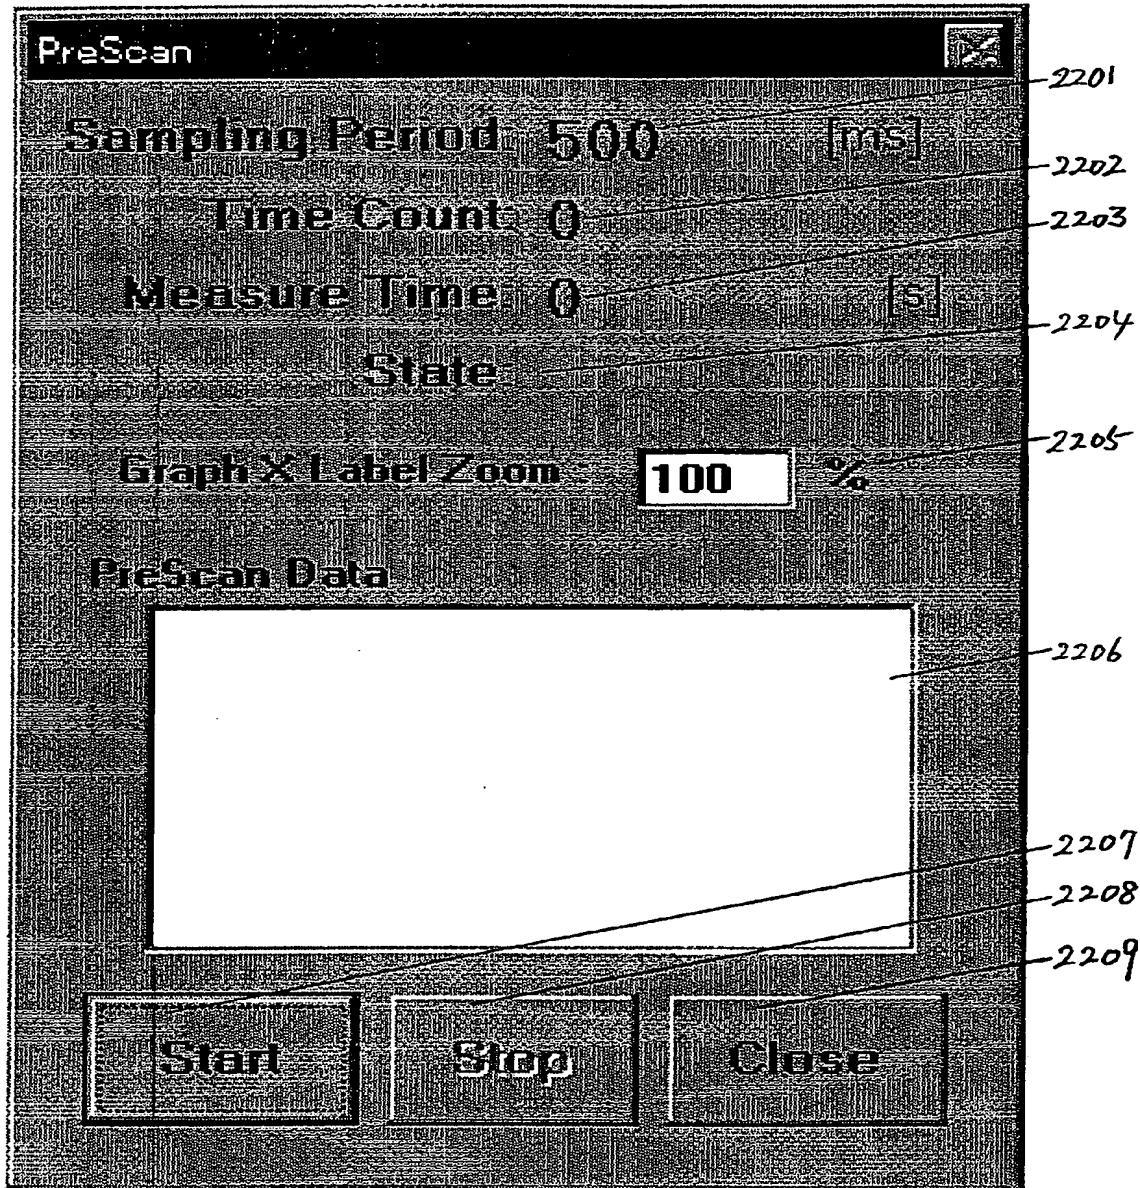 PreScan
Sampling Period 500 [ms]
2201
Time Count 0
2202
Measure Time 0 [s]
2203
State
2204
Graph X Label Zoom 100 %
2205
PreScan Data
2206
2207
2208
2209
Start Stop Close